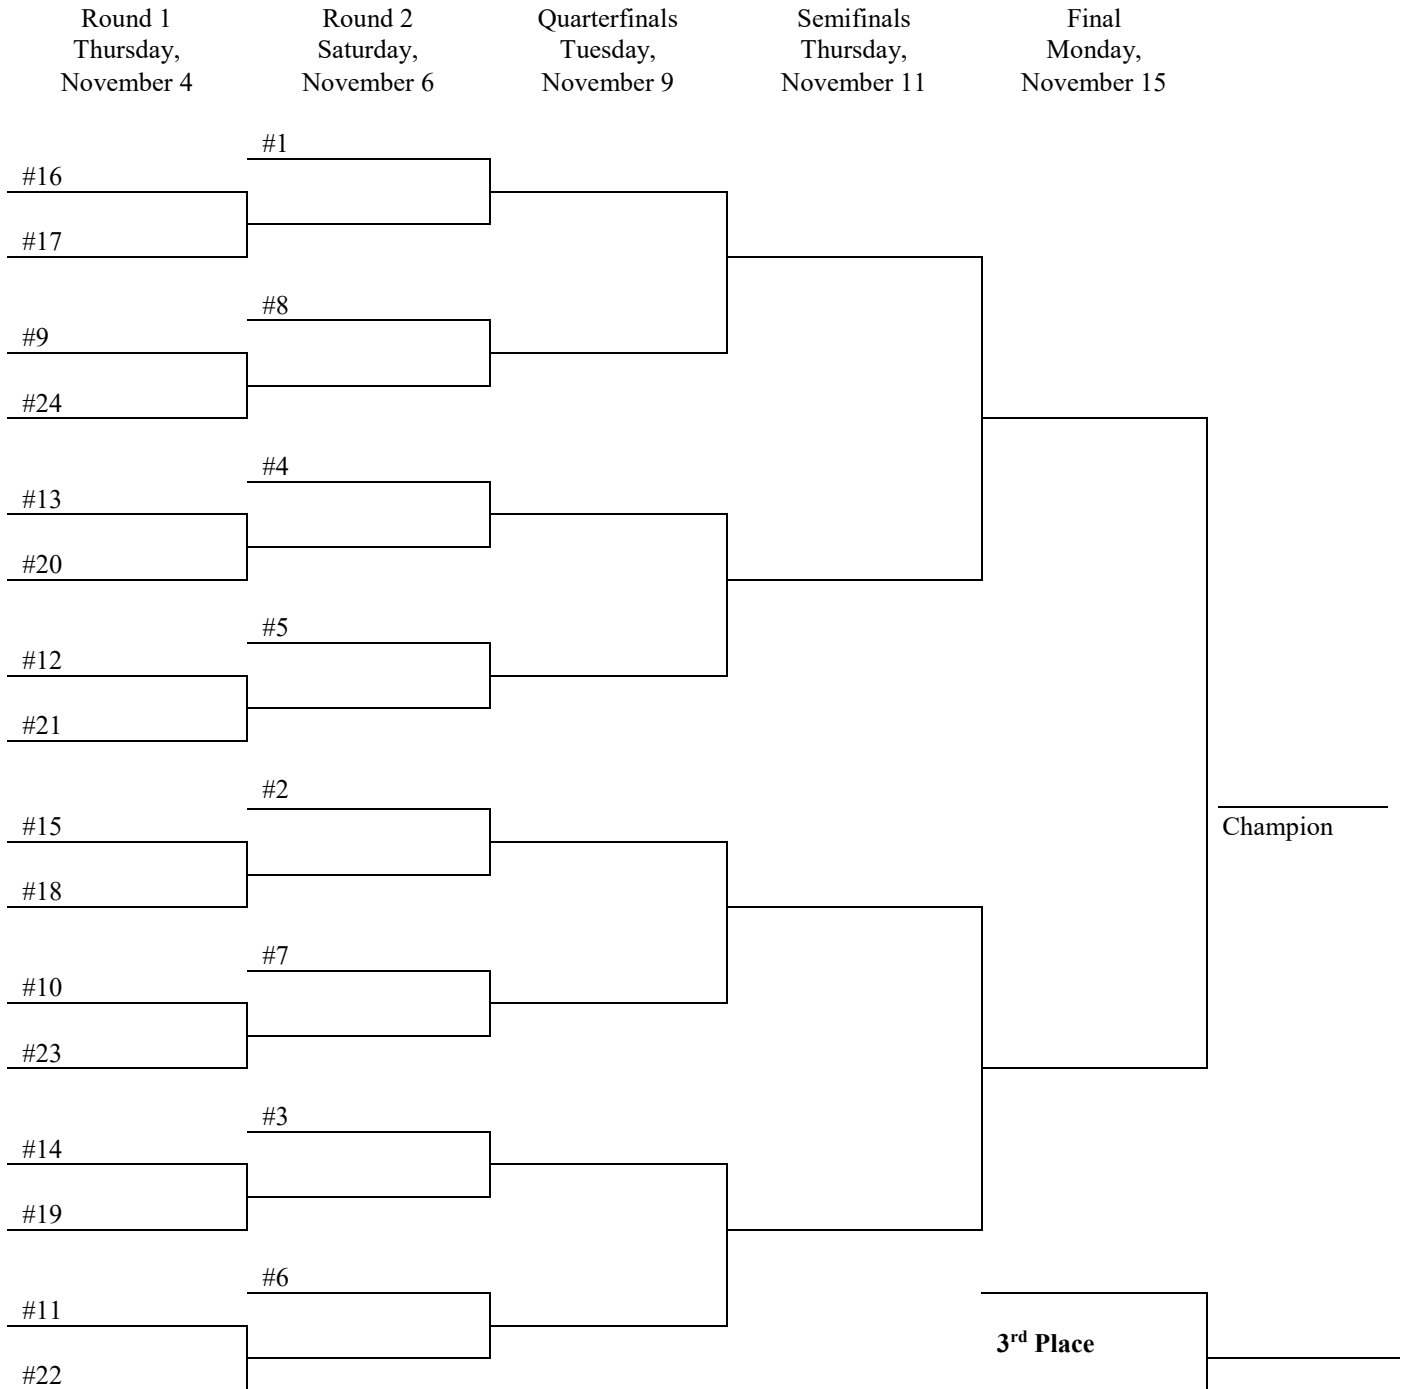 Round 1
Thursday,
November 4
Round 2
Saturday,
November 6
Quarterfinals
Tuesday,
November 9
Semifinals
Thursday,
November 11
Final
Monday,
November 15
#1
#16
#17
#8
#9
#24
#4
#13
#20
#5
#12
#21
#2
#15
#18
Champion
#7
#10
#23
#3
#14
#19
#6
#11
#22
3rd Place